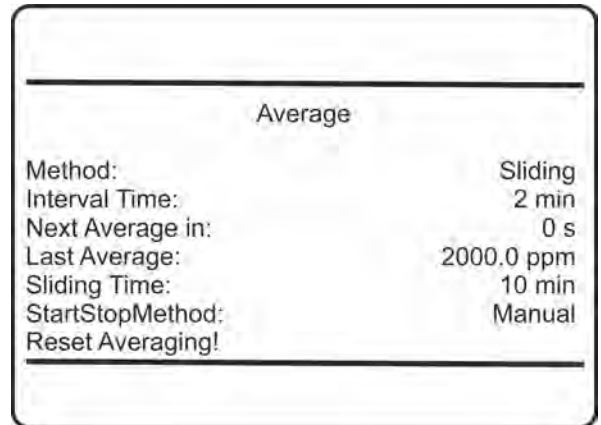 Average
Method: Sliding
Interval Time: 2 min
Next Average in: 0 s
Last Average: 2000.0 ppm
Sliding Time: 10 min
StartStopMethod: Manual
Reset Averaging!